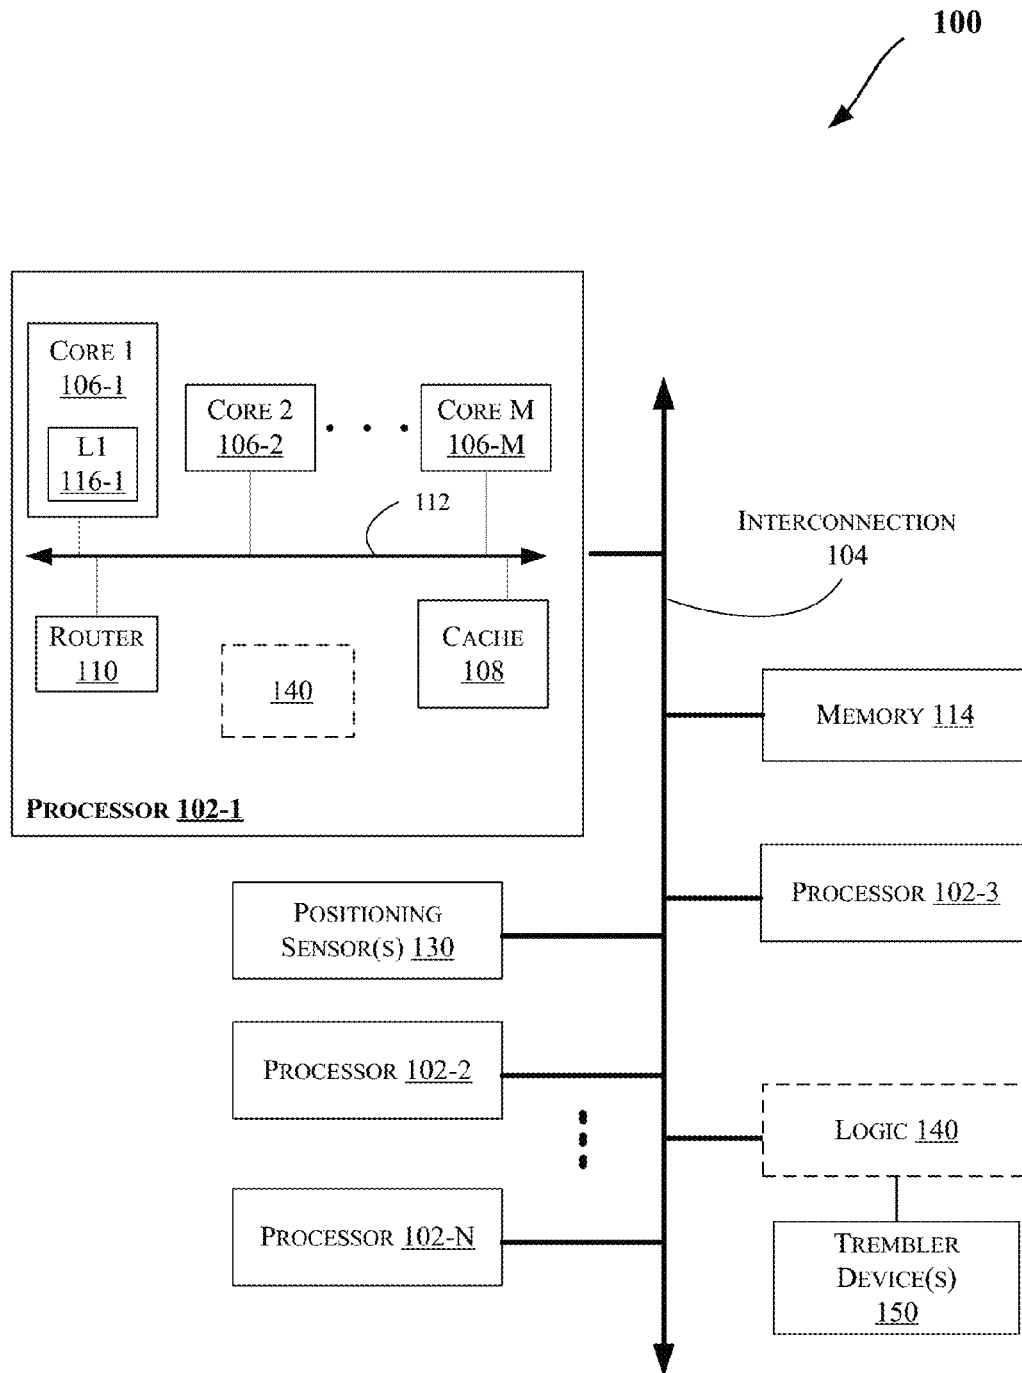 100
CORE 1
106-1
L1
116-1
CORE 2
106-2
CORE M
106-M
112
ROUTER
110
140
CACHE
108
PROCESSOR 102-1
INTERCONNECTION
104
MEMORY 114
PROCESSOR 102-3
POSITIONING
SENSOR(S) 130
PROCESSOR 102-2
LOGIC 140
PROCESSOR 102-N
TREMBLER
DEVICE(S)
150